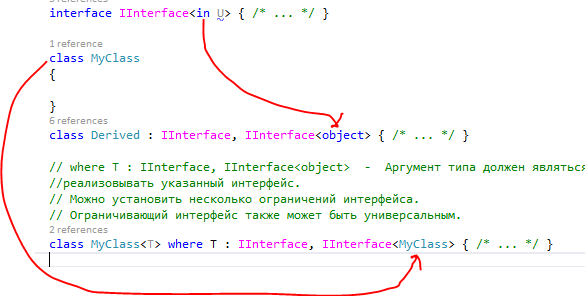 interface IInterface<in U> { /* ... */ }
1 reference
class MyClass
{
}
6 references
class Derived : IInterface, IInterface<object> { /* ... */ }
// where T : IInterface, IInterface<object>  -  Аргумент типа должен являться
//реализовывать указанный интерфейс.
// Можно установить несколько ограничений интерфейса.
// Ограничивающий интерфейс также может быть универсальным.
2 references
class MyClass<T> where T : IInterface, IInterface<MyClass> { /* ... */ }